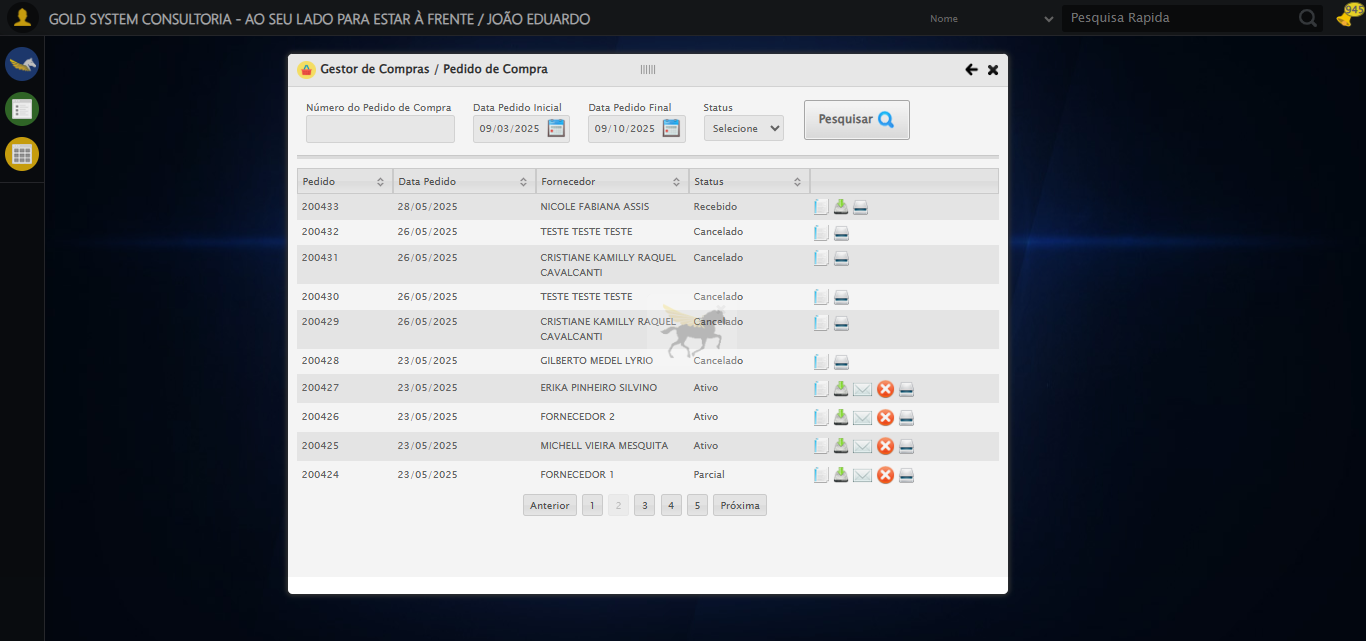 GOLD SYSTEM CONSULTORIA - AO SEU LADO PARA ESTAR À FRENTE / JOÃO EDUARDO
Nome
Pesquisa Rapida
945
Gestor de Compras / Pedido de Compra
Número do Pedido de Compra Data Pedido Inicial Data Pedido Final Status
09/03/2025 09/10/2025 Selecione Pesquisar
Pedido Data Pedido Fornecedor Status
200433 28/05/2025 NICOLE FABIANA ASSIS Recebido
200432 26/05/2025 TESTE TESTE TESTE Cancelado
200431 26/05/2025 CRISTIANE KAMILLY RAQUEL Cancelado
CAVALCANTI
200430 26/05/2025 TESTE TESTE TESTE Cancelado
200429 26/05/2025 CRISTIANE KAMILLY RAQUEL Cancelado
CAVALCANTI
200428 23/05/2025 GILBERTO MEDEL LYRIO Cancelado
200427 23/05/2025 ERIKA PINHEIRO SILVINO Ativo
200426 23/05/2025 FORNECEDOR 2 Ativo
200425 23/05/2025 MICHELL VIEIRA MESQUITA Ativo
200424 23/05/2025 FORNECEDOR 1 Parcial
Anterior 1 2 3 4 5 Próxima